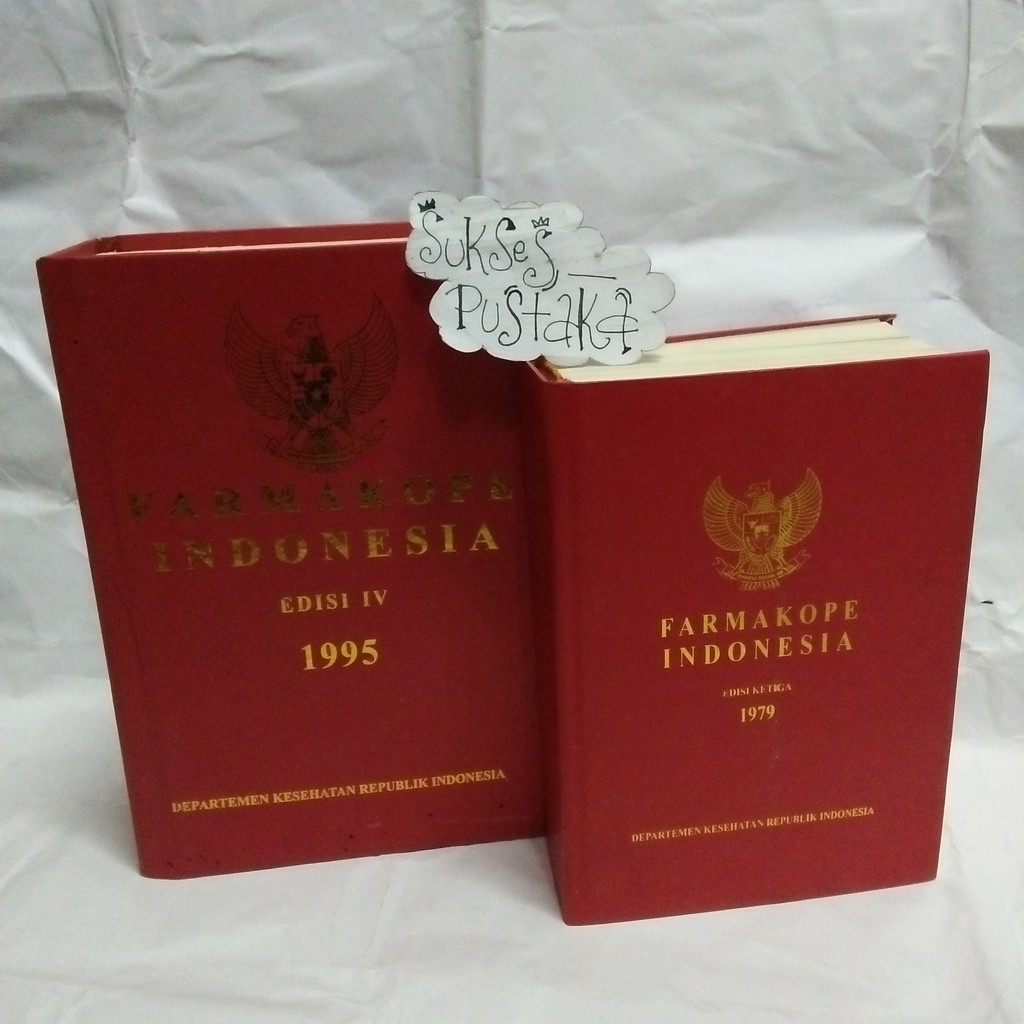 Sukses_
Pustaka
FARMAKOPE
INDONESIA
EDISI IV
1995
DEPARTEMEN KESEHATAN REPUBLIK INDONESIA
FARMAKOPE
INDONESIA
EDISI KETIGA
1979
DEPARTEMEN KESEHATAN REPUBLIK INDONESIA